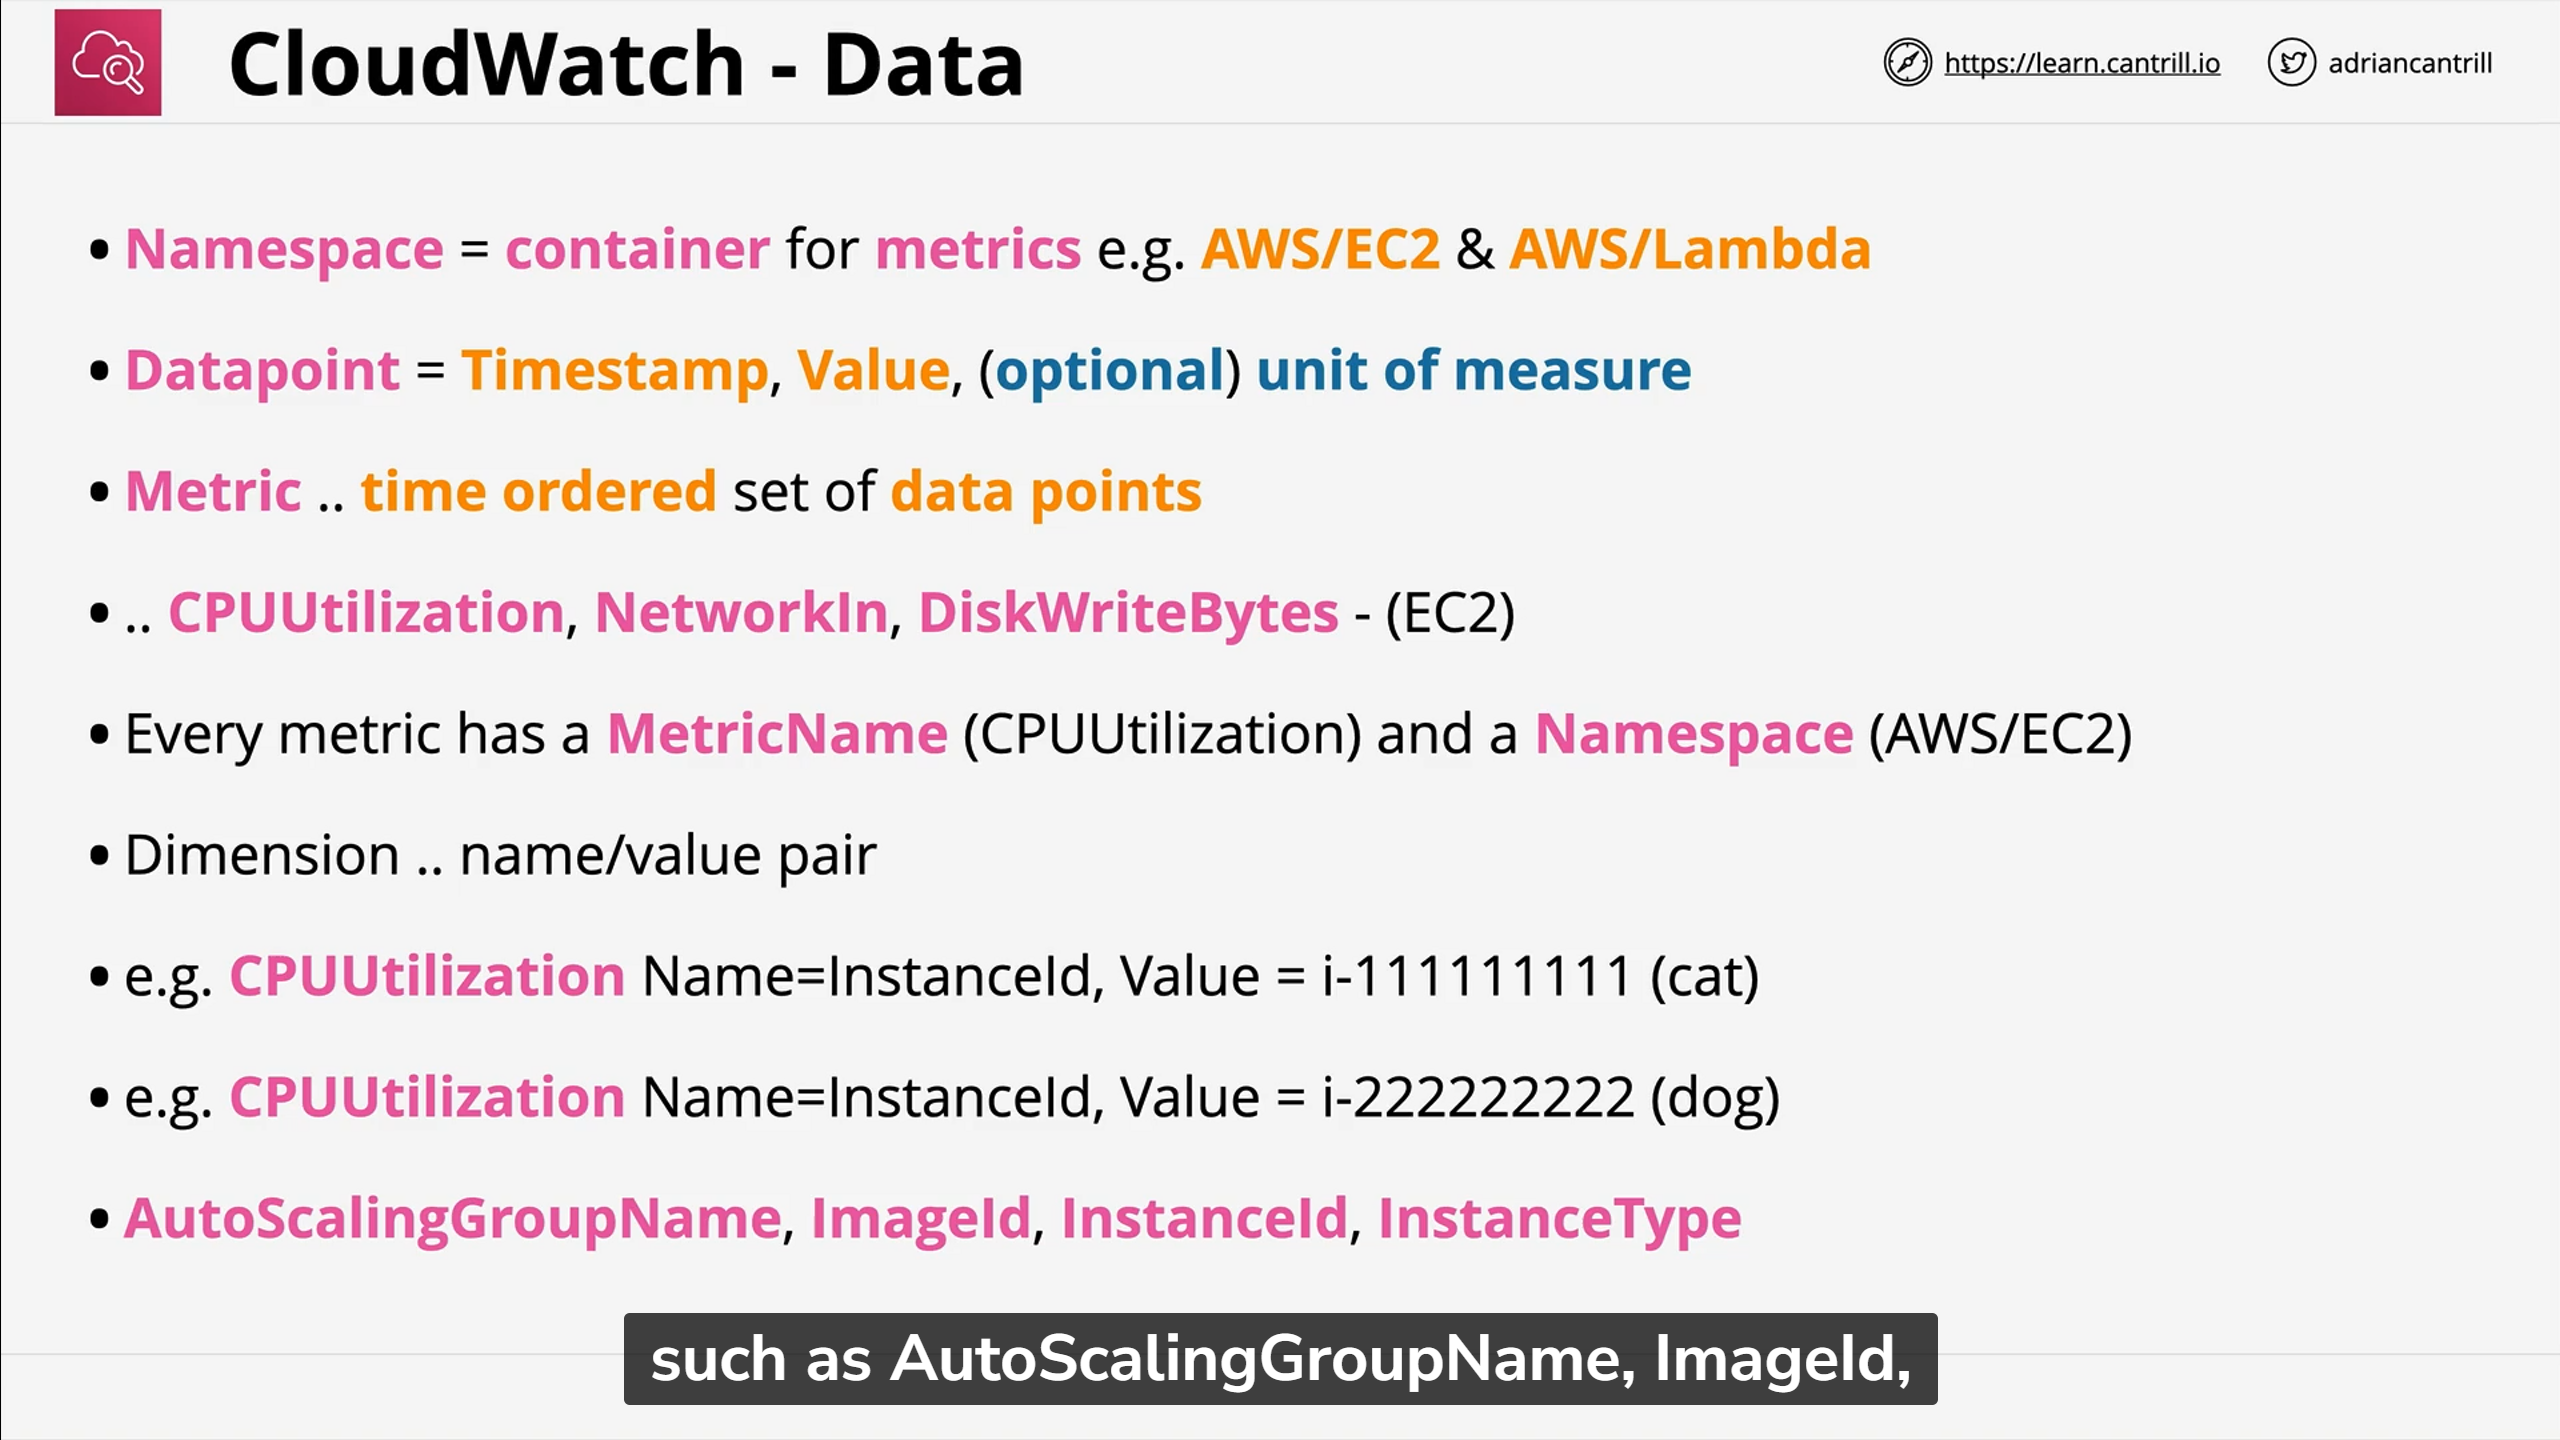 CloudWatch - Data
https://learn.cantrill.io
adriancantrill
• Namespace = container for metrics e.g. AWS/EC2 & AWS/Lambda
• Datapoint = Timestamp, Value, (optional) unit of measure
• Metric .. time ordered set of data points
• .. CPUUtilization, NetworkIn, DiskWriteBytes - (EC2)
• Every metric has a MetricName (CPUUtilization) and a Namespace (AWS/EC2)
• Dimension .. name/value pair
• e.g. CPUUtilization Name=InstanceId, Value = i-111111111 (cat)
• e.g. CPUUtilization Name=InstanceId, Value = i-222222222 (dog)
• AutoScalingGroupName, ImageId, InstanceId, InstanceType
such as AutoScalingGroupName, ImageId,